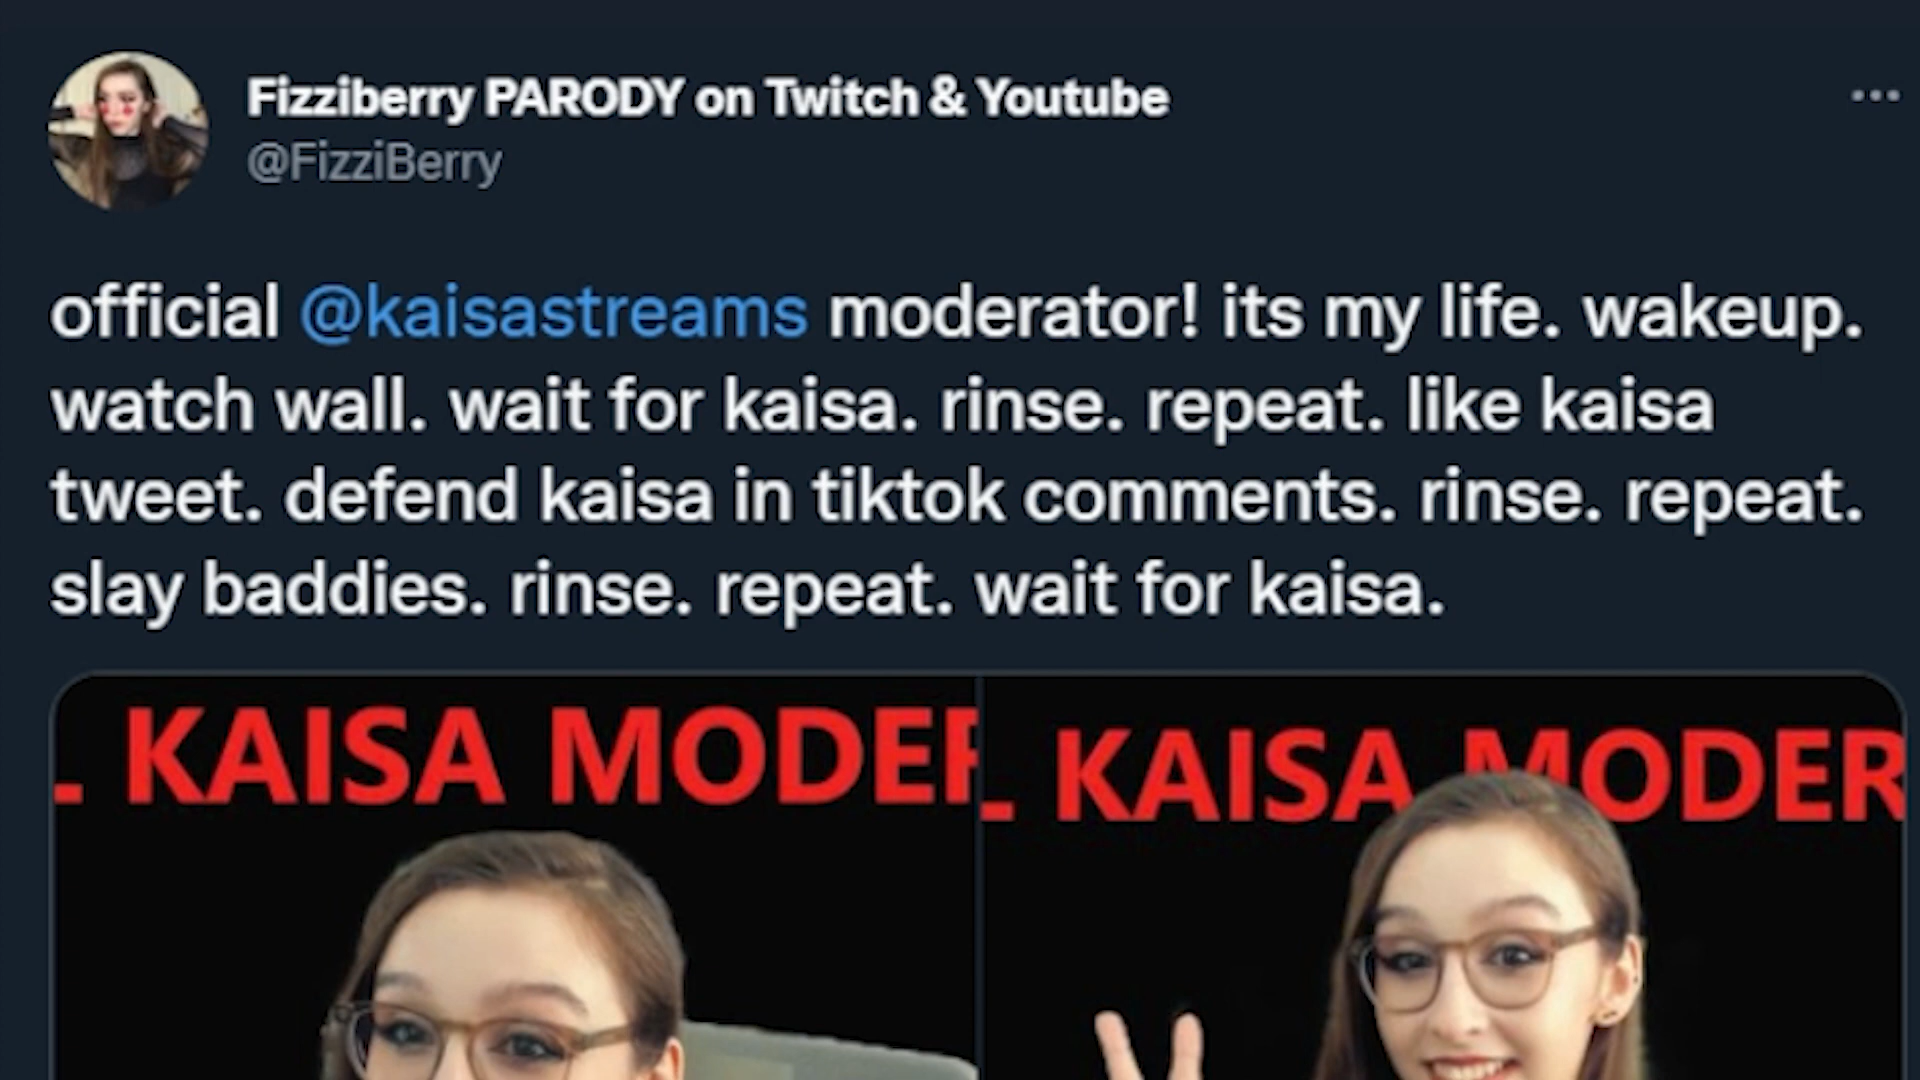 Fizziberry PARODY on Twitch & Youtube
@FizziBerry
official @kaisastreams moderator! its my life. wakeup.
watch wall. wait for kaisa. rinse. repeat. like kaisa
tweet. defend kaisa in tiktok comments. rinse. repeat.
slay baddies. rinse. repeat. wait for kaisa.
KAISA MODER
KAISA MODER